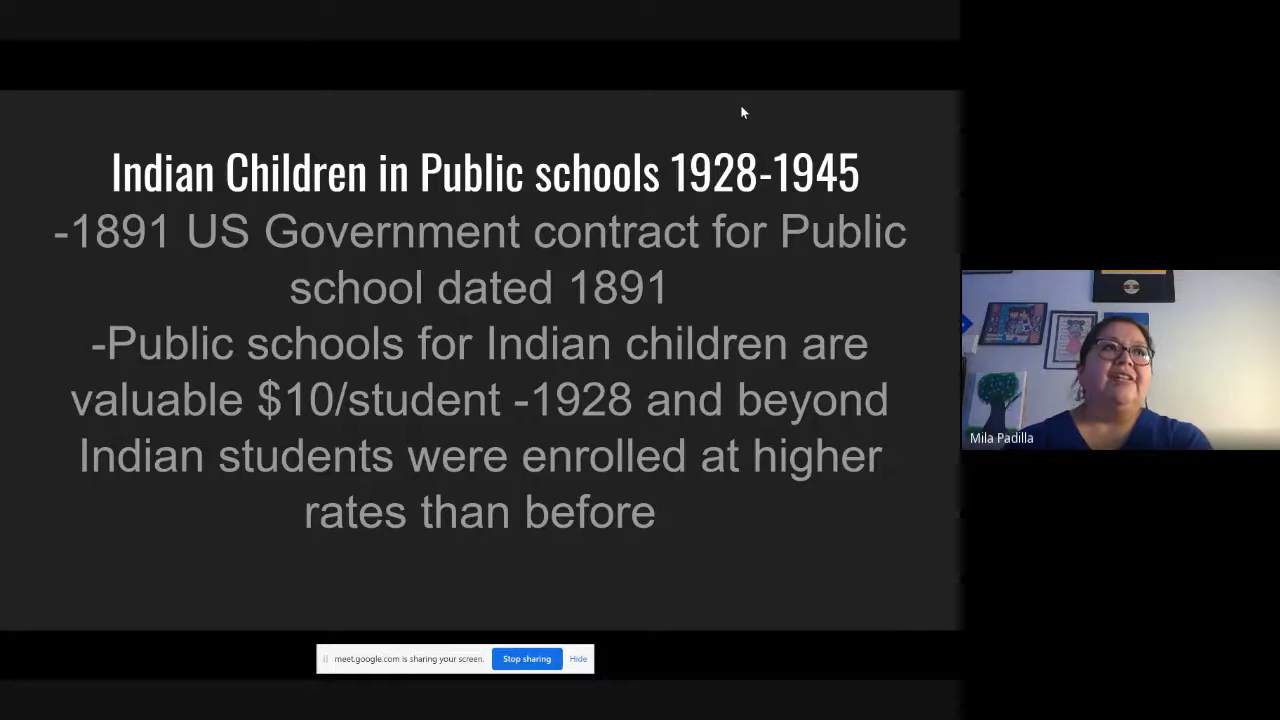 Indian Children in Public schools 1928-1945
-1891 US Government contract for Public
school dated 1891
-Public schools for Indian children are
valuable $10/student -1928 and beyond
Indian students were enrolled at higher
rates than before
Mila Padilla
meet.google.com is sharing your screen.
Stop sharing
Hide